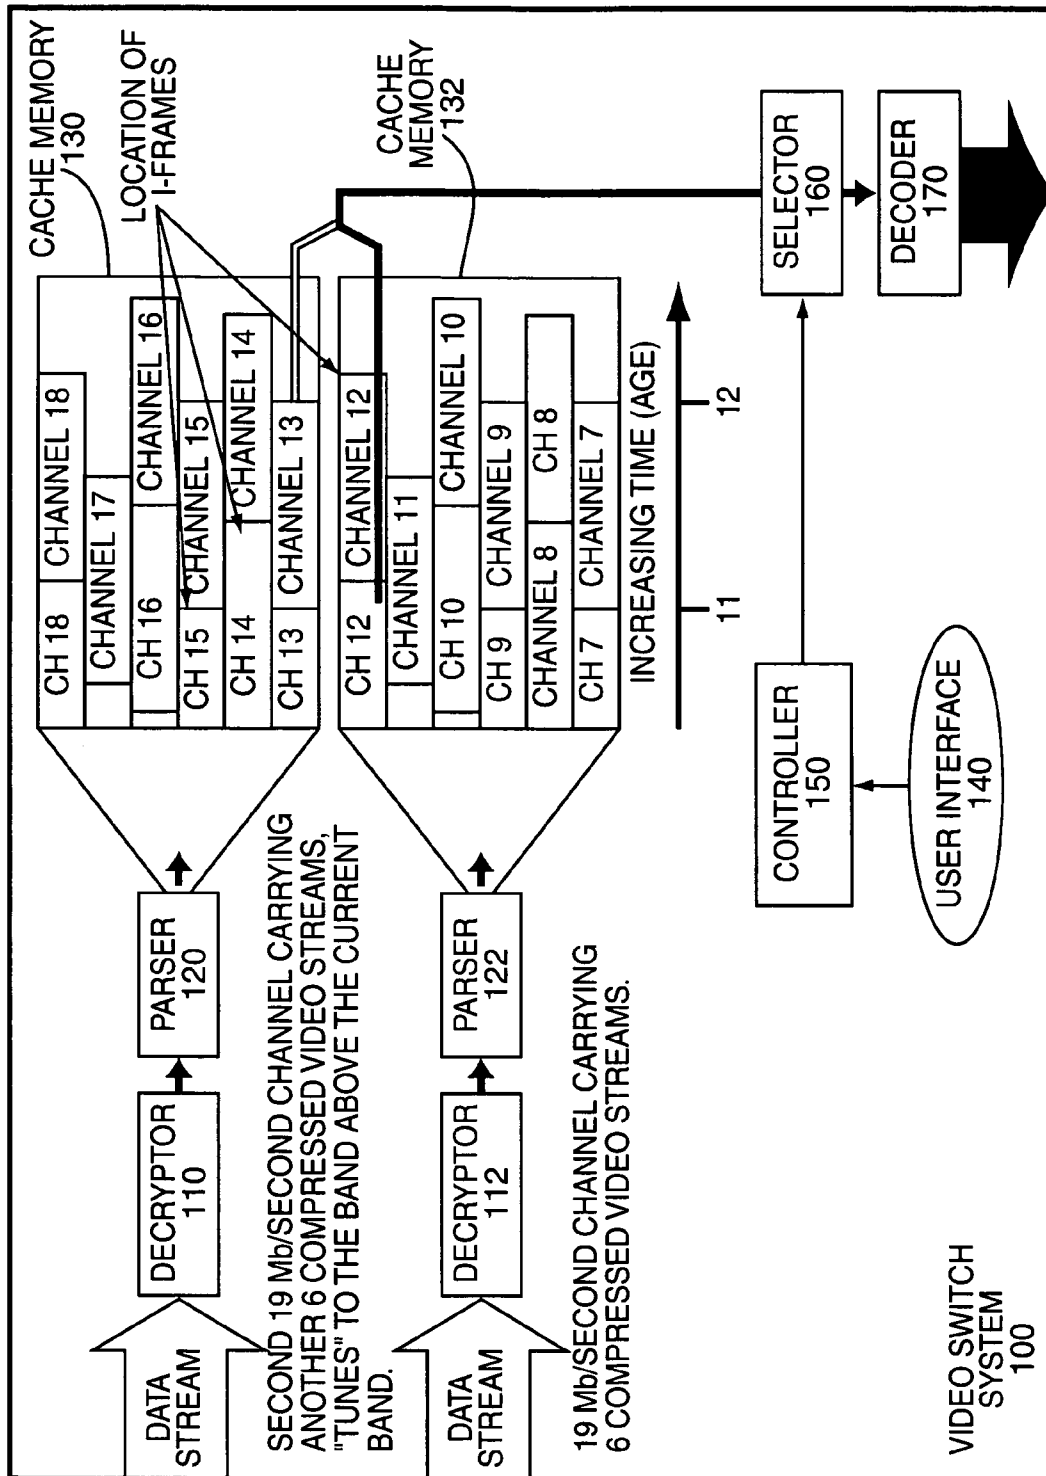 CACHE MEMORY
130
LOCATION OF
I-FRAMES
CH 18
CHANNEL 18
CHANNEL 17
CH 16
CHANNEL 16
CH 15
CHANNEL 15
CH 14
CHANNEL 14
CH 13
CHANNEL 13
DATA
STREAM
DECRYPTOR
110
PARSER
120
SECOND 19 Mb/SECOND CHANNEL CARRYING
ANOTHER 6 COMPRESSED VIDEO STREAMS,
"TUNES" TO THE BAND ABOVE THE CURRENT
BAND.
CACHE
MEMORY
132
CH 12
CHANNEL 12
CHANNEL 11
CH 10
CHANNEL 10
CH 9
CHANNEL 9
CHANNEL 8
CH 8
CH 7
CHANNEL 7
DATA
STREAM
DECRYPTOR
112
PARSER
122
19 Mb/SECOND CHANNEL CARRYING
6 COMPRESSED VIDEO STREAMS.
INCREASING TIME (AGE)
11
12
CONTROLLER
150
SELECTOR
160
DECODER
170
USER INTERFACE
140
VIDEO SWITCH
SYSTEM
100